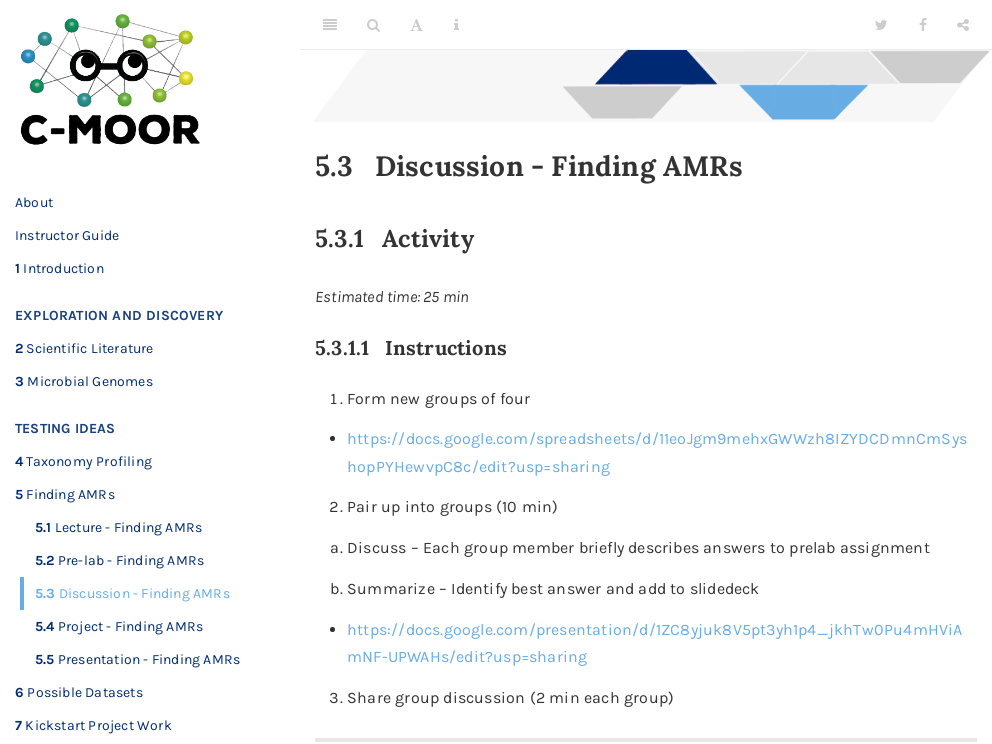 C-MOOR
About
Instructor Guide
1 Introduction
EXPLORATION AND DISCOVERY
2 Scientific Literature
3 Microbial Genomes
TESTING IDEAS
4 Taxonomy Profiling
5 Finding AMRs
5.1 Lecture - Finding AMRs
5.2 Pre-lab - Finding AMRs
5.3 Discussion - Finding AMRs
5.4 Project - Finding AMRs
5.5 Presentation - Finding AMRs
6 Possible Datasets
7 Kickstart Project Work
5.3 Discussion - Finding AMRs
5.3.1 Activity
Estimated time: 25 min
5.3.1.1 Instructions
1. Form new groups of four
• https://docs.google.com/spreadsheets/d/11eoJgm9mehxGWWzh8IZYDCDmnCmSys
hopPYHewvpC8c/edit?usp=sharing
2. Pair up into groups (10 min)
a. Discuss – Each group member briefly describes answers to prelab assignment
b. Summarize – Identify best answer and add to slidedeck
• https://docs.google.com/presentation/d/1ZC8yjuk8V5pt3yh1p4_jkhTw0Pu4mHViA
mNF-UPWAHs/edit?usp=sharing
3. Share group discussion (2 min each group)